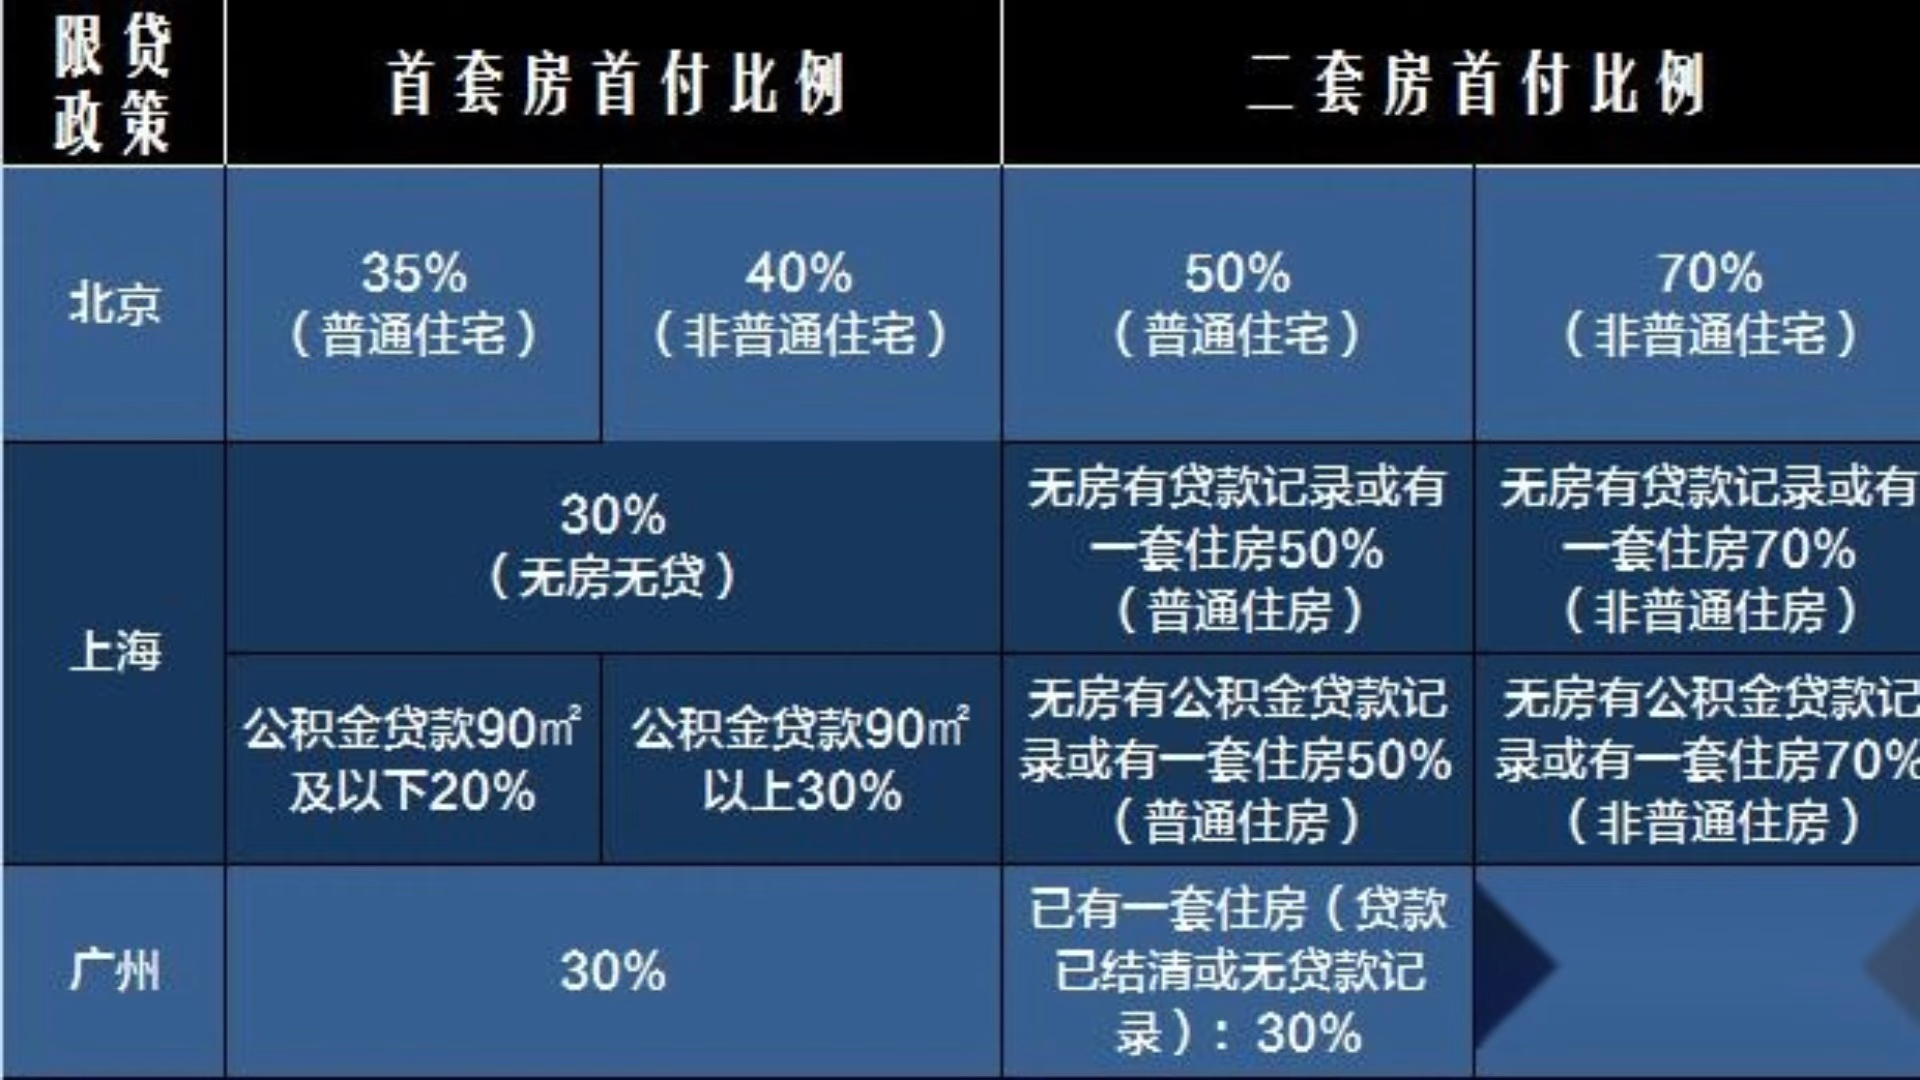 限贷
政策
首套房首付比例
二套房首付比例
北京
35%
（普通住宅）
40%
（非普通住宅）
50%
（普通住宅）
70%
（非普通住宅）
上海
30%
（无房无贷）
无房有贷款记录或有
一套住房50%
（普通住房）
无房有贷款记录或有
一套住房70%
（非普通住房）
公积金贷款90㎡
及以下20%
公积金贷款90㎡
以上30%
无房有公积金贷款记
录或有一套住房50%
（普通住房）
无房有公积金贷款记
录或有一套住房70%
（非普通住房）
广州
30%
已有一套住房（贷款
已结清或无贷款记
录）：30%